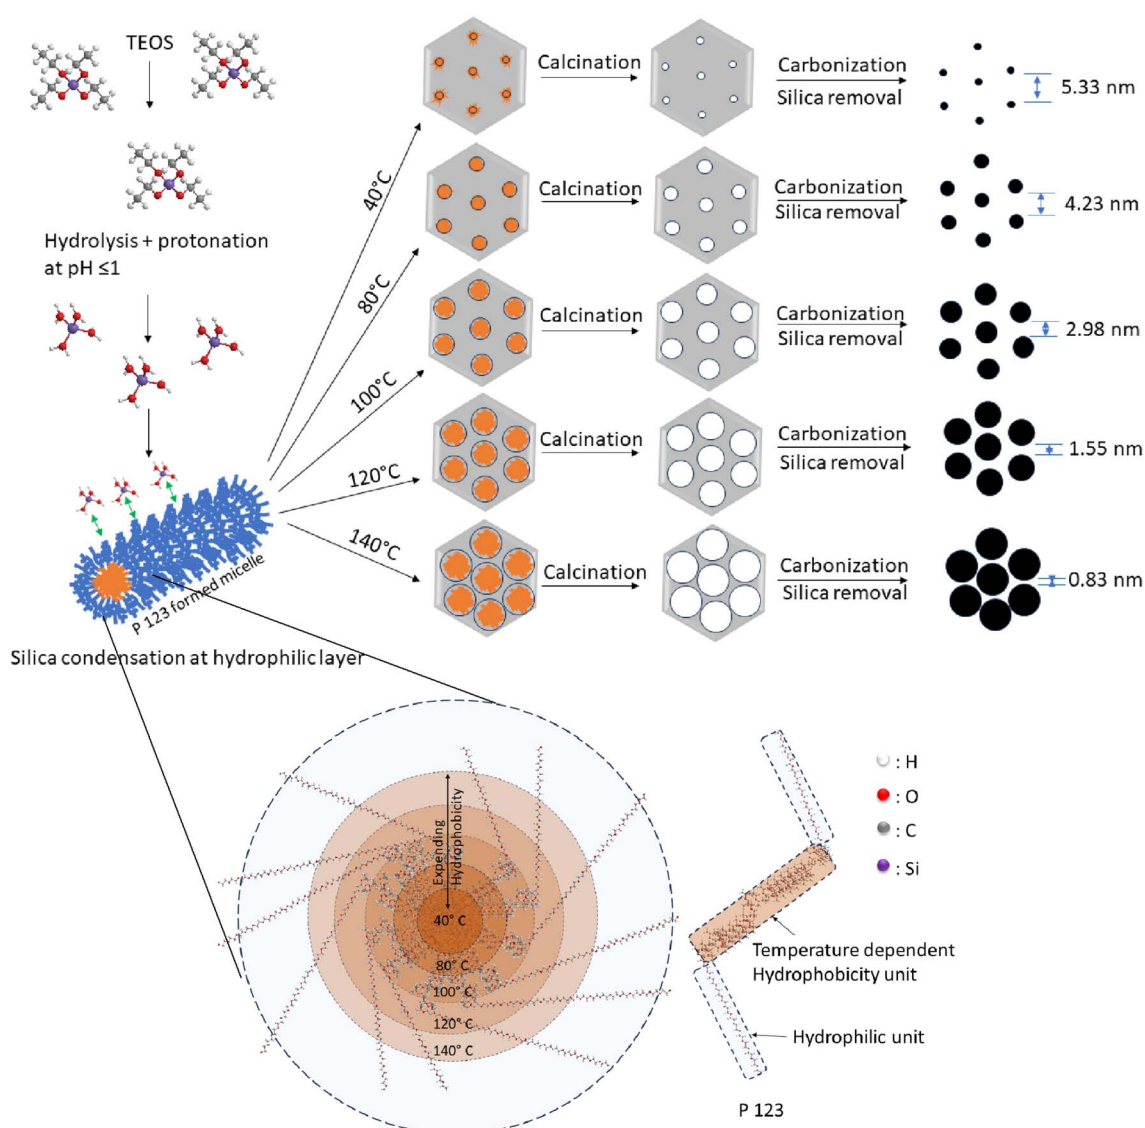 TEOS
Hydrolysis + protonation
at pH ≤1
P 123 formed micelle
Silica condensation at hydrophilic layer
40°C
Calcination
Carbonization
Silica removal
5.33 nm
80°C
Calcination
Carbonization
Silica removal
4.23 nm
100°C
Calcination
Carbonization
Silica removal
2.98 nm
120°C
Calcination
Carbonization
Silica removal
1.55 nm
140°C
Calcination
Carbonization
Silica removal
0.83 nm
Expending
Hydrophobicity
40° C
80° C
100° C
120° C
140° C
: H
: O
: C
: Si
Temperature dependent
Hydrophobicity unit
Hydrophilic unit
P 123